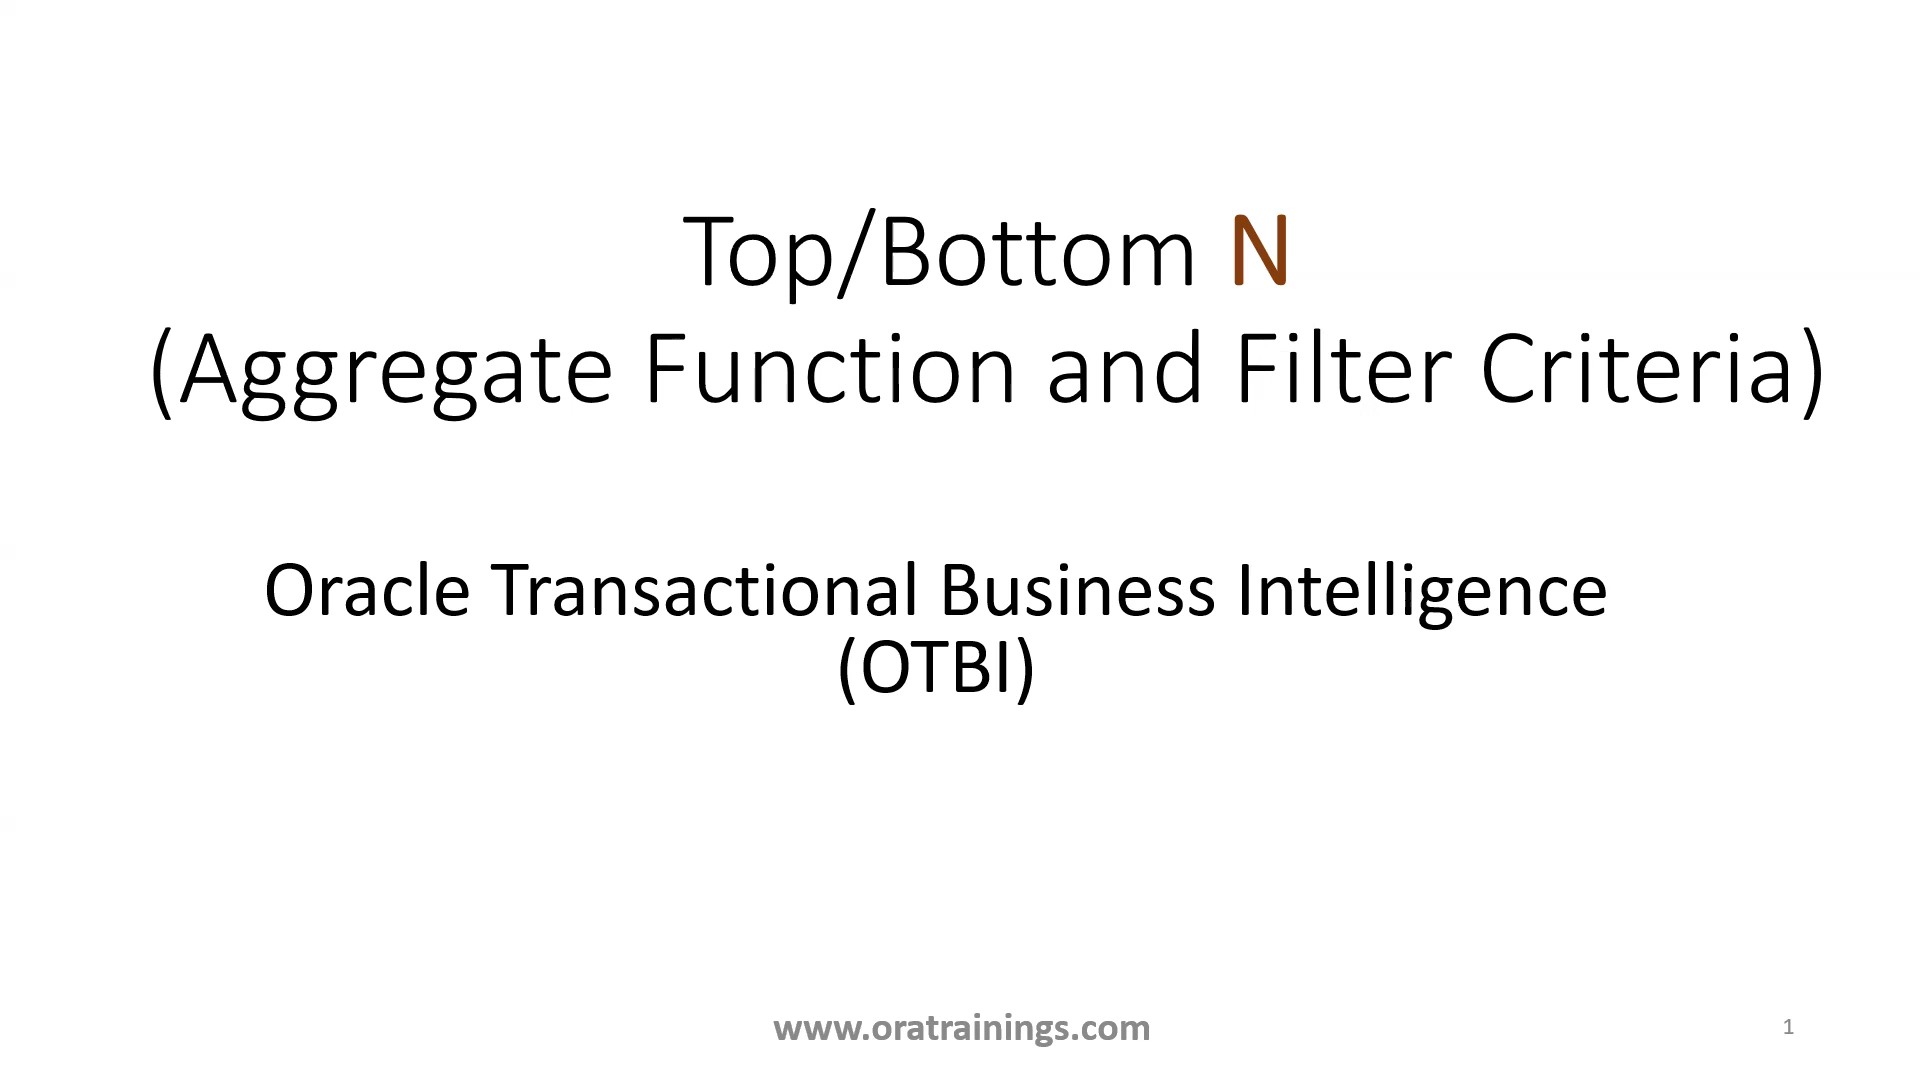 Top/Bottom N
(Aggregate Function and Filter Criteria)
Oracle Transactional Business Intelligence
(OTBI)
www.oratrainings.com
1